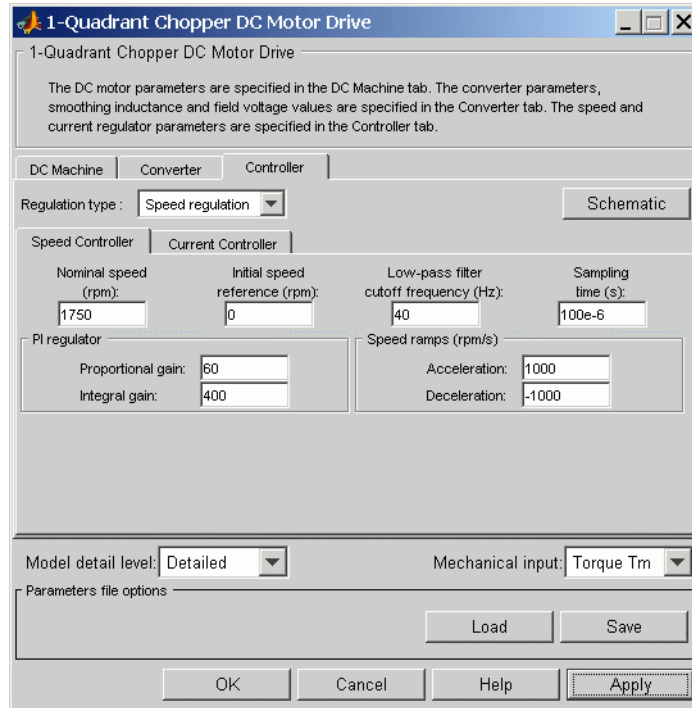 1-Quadrant Chopper DC Motor Drive
1-Quadrant Chopper DC Motor Drive
The DC motor parameters are specified in the DC Machine tab. The converter parameters,
smoothing inductance and field voltage values are specified in the Converter tab. The speed and
current regulator parameters are specified in the Controller tab.
DC Machine Converter Controller
Regulation type : Speed regulation Schematic
Speed Controller Current Controller
Nominal speed Initial speed Low-pass filter Sampling
(rpm): reference (rpm): cutoff frequency (Hz): time (s):
1750 0 40 100e-6
PI regulator Speed ramps (rpm/s)
Proportional gain: 60 Acceleration: 1000
Integral gain: 400 Deceleration: -1000
Model detail level: Detailed Mechanical input: Torque Tm
Parameters file options
Load Save
OK Cancel Help Apply